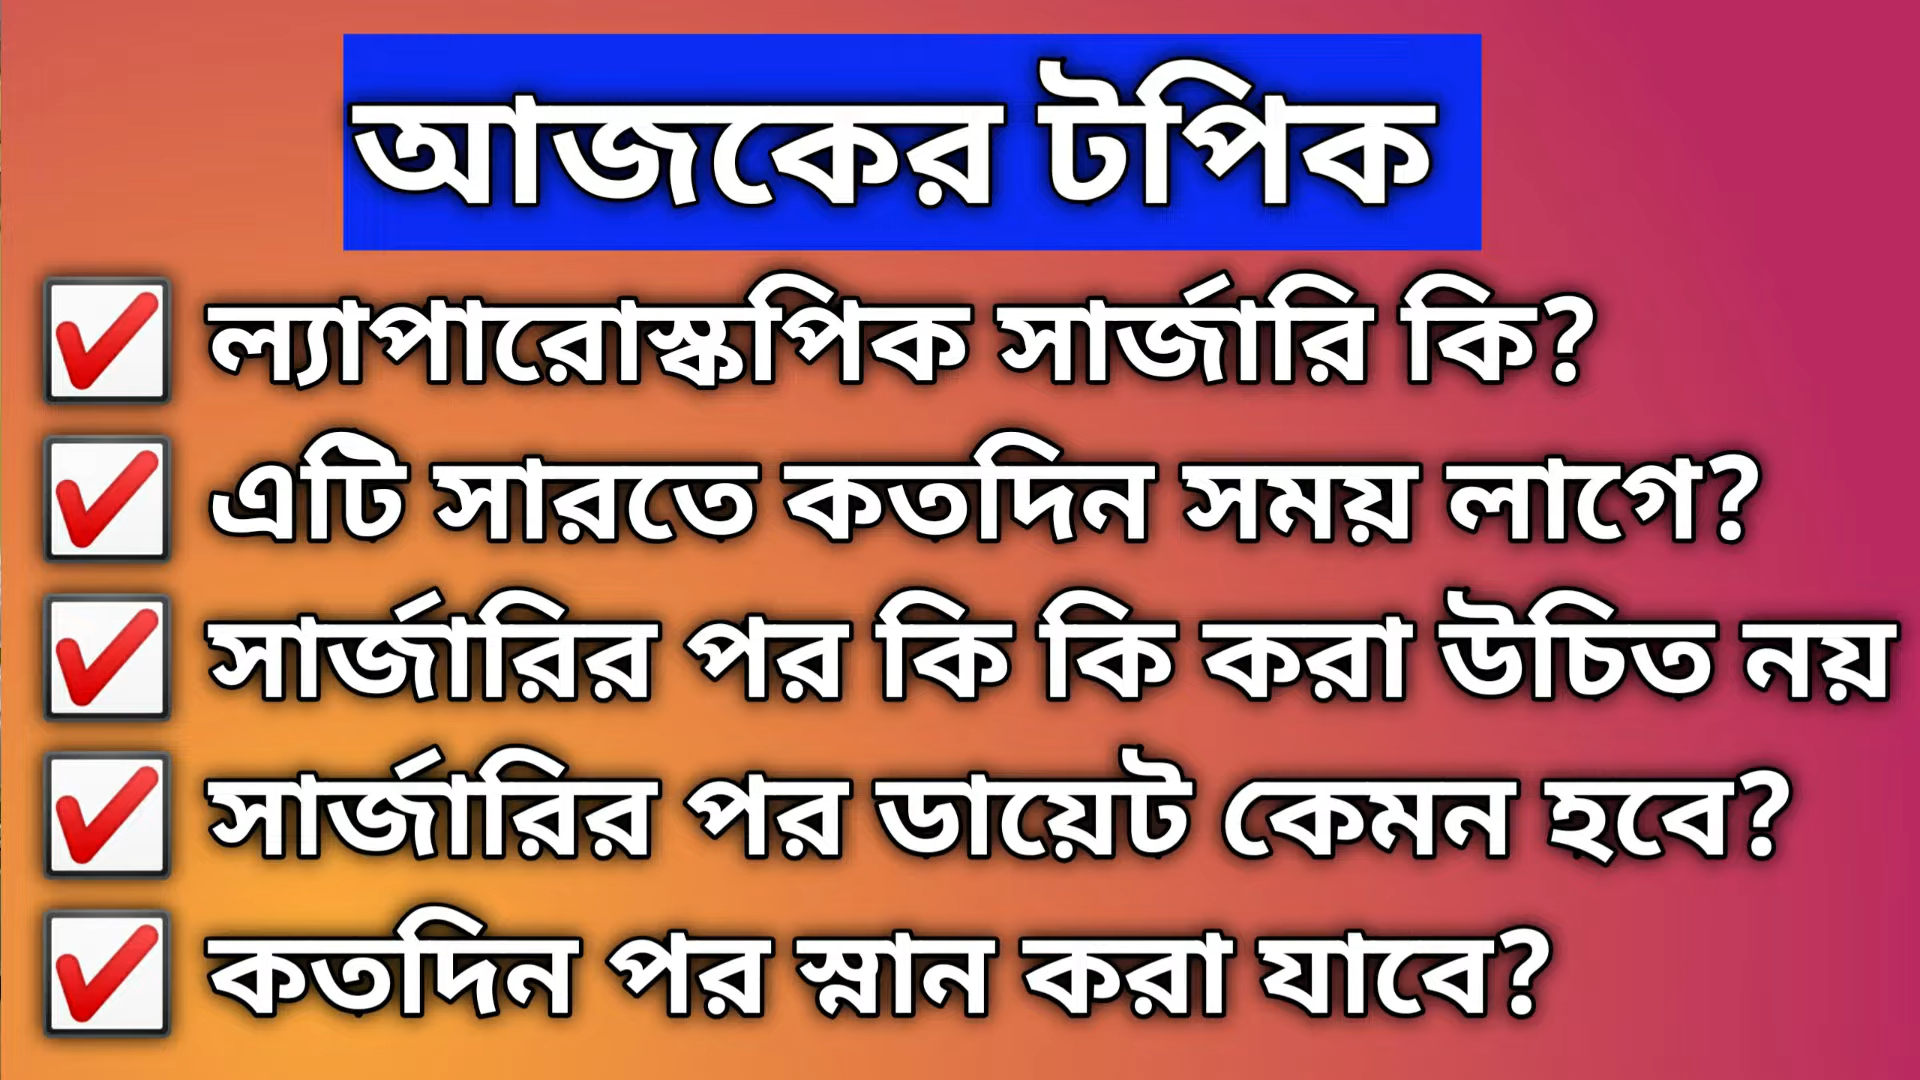 আজকের টপিক
ল্যাপারোস্কপিক সার্জারি কি?
এটি সারতে কতদিন সময় লাগে?
সার্জারির পর কি কি করা উচিত নয়
সার্জারির পর ডায়েট কেমন হবে?
কতদিন পর স্নান করা যাবে?